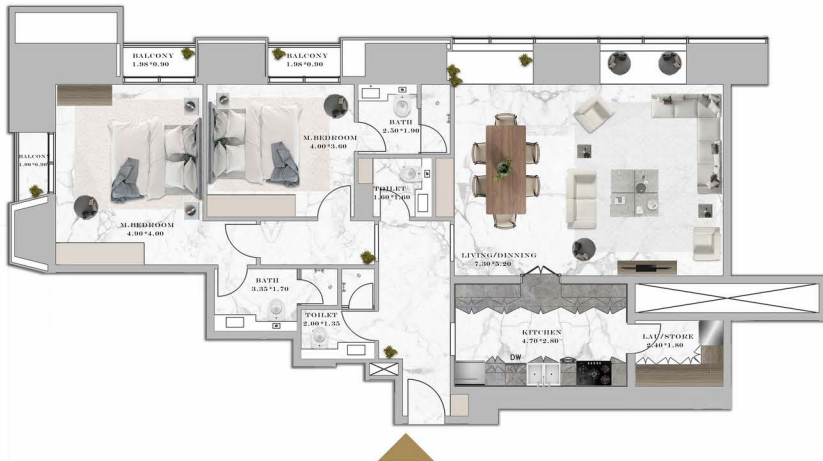 BALCONY
1.98*0.90
BALCONY
1.98*0.90
BATH
2.50*1.90
M.BEDROOM
4.00*3.60
BALCONY
TOILET
1.60*1.60
M.BEDROOM
4.90*4.00
LIVING/DINNING
7.30*5.20
BATH
3.35*1.70
TOILET
2.00*1.35
KITCHEN
4.70*2.80
LAU/STORE
2.40*1.80
DW